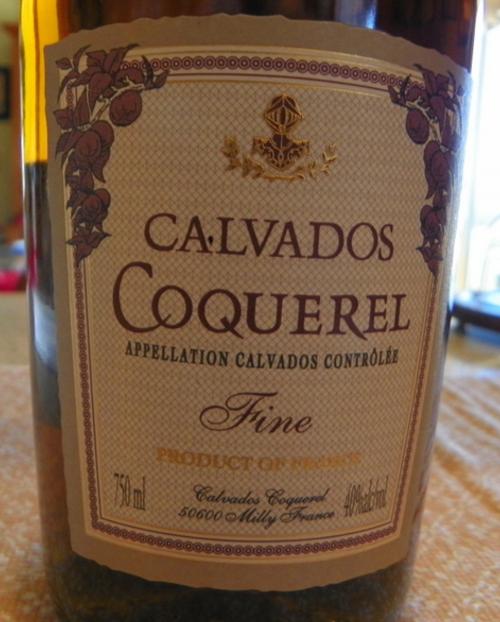 CALVADOS
COQUEREL
APPELLATION CALVADOS CONTRÔLÉE
Fine
PRODUCT OF FRANCE
750 ml
Calvados Coquerel
50600 Milly France
40%alc/vol